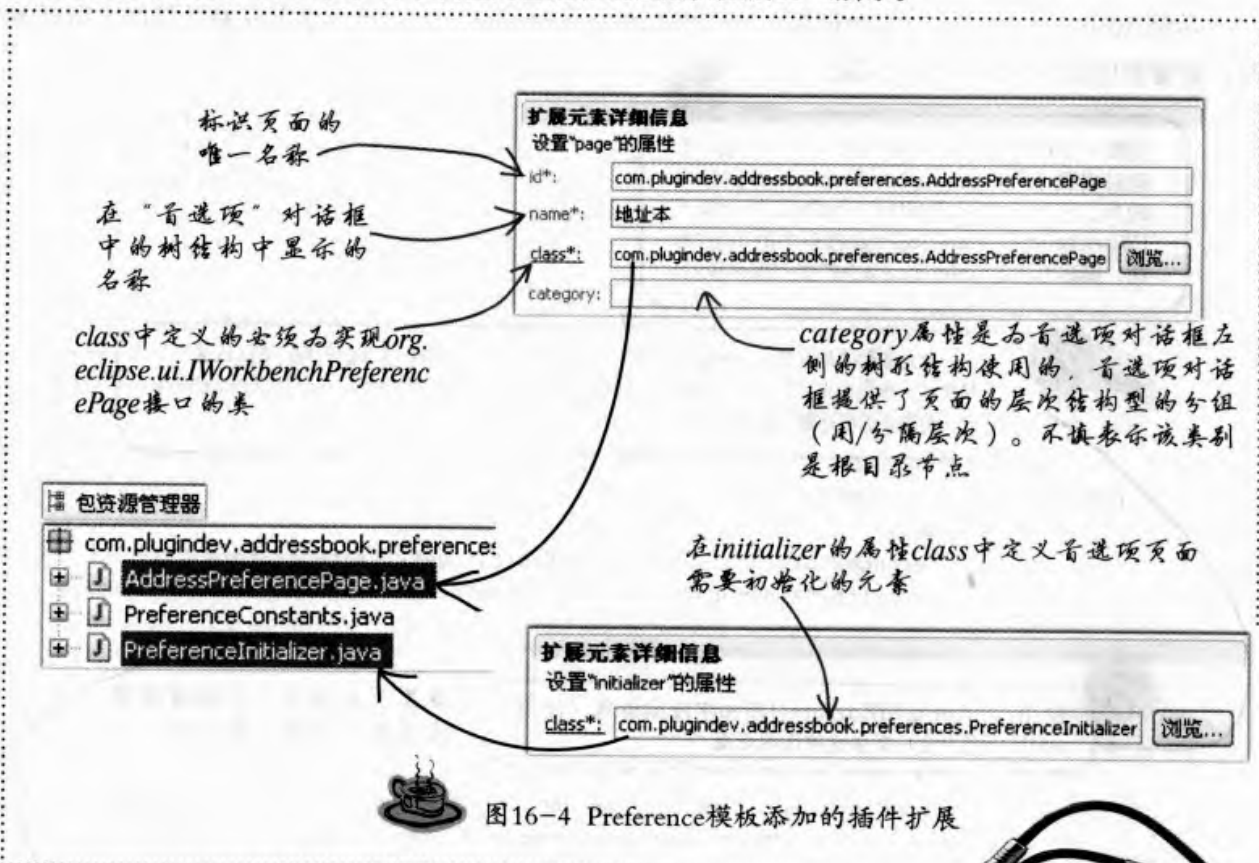 标识页面的
唯一名称
在“首选项”对话框
中的树结构中显示的
名称
class中定义的必须为实现org.
eclipse.ui.IWorkbenchPreferenc
ePage接口的类
扩展元素详细信息
设置"page"的属性
id*: com.plugindev.addressbook.preferences.AddressPreferencePage
name*: 地址本
class*: com.plugindev.addressbook.preferences.AddressPreferencePage 浏览...
category:
category属性是为首选项对话框左
侧的树形结构使用的，首选项对话
框提供了页面的层次结构型的分组
（用/分隔层次）。不填表示该类别
是根目录节点
包资源管理器
com.plugindev.addressbook.preferences
AddressPreferencePage.java
PreferenceConstants.java
PreferenceInitializer.java
在initializer的属性class中定义首选项页面
需要初始化的元素
扩展元素详细信息
设置"initializer"的属性
class*: com.plugindev.addressbook.preferences.PreferenceInitializer 浏览...
图16-4 Preference模板添加的插件扩展